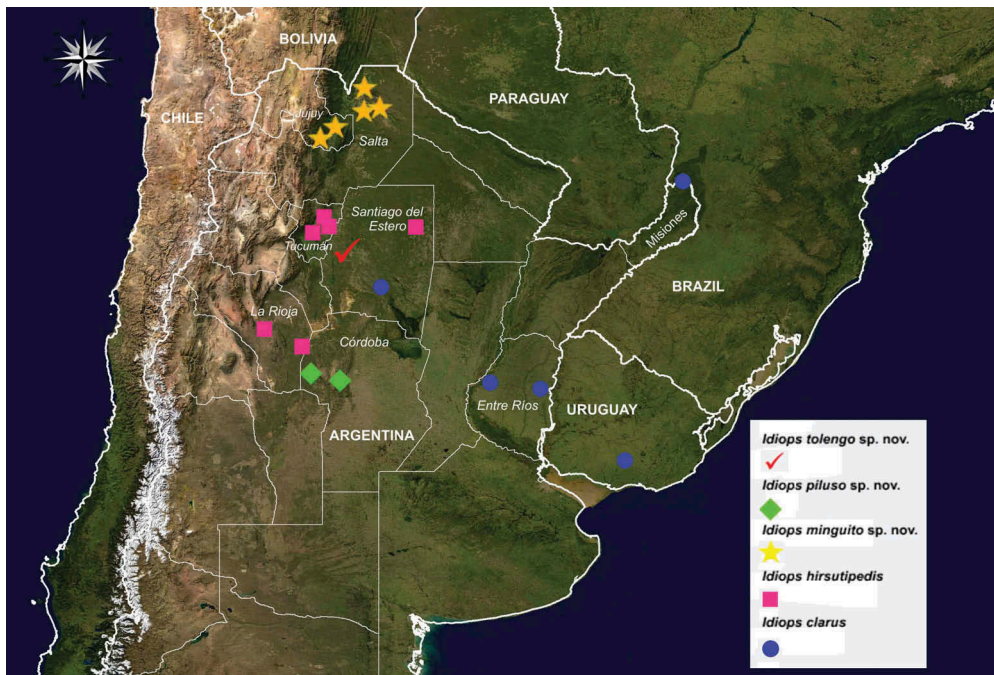 BOLIVIA
PARAGUAY
CHILE
Jujuy
Salta
Santiago del
Estero
Misiones
Tucumán
BRAZIL
La Rioja
Córdoba
Entre Ríos
URUGUAY
ARGENTINA
Idiops tolengo sp. nov.
Idiops piluso sp. nov.
Idiops minguito sp. nov.
Idiops hirsutipedis
Idiops clarus